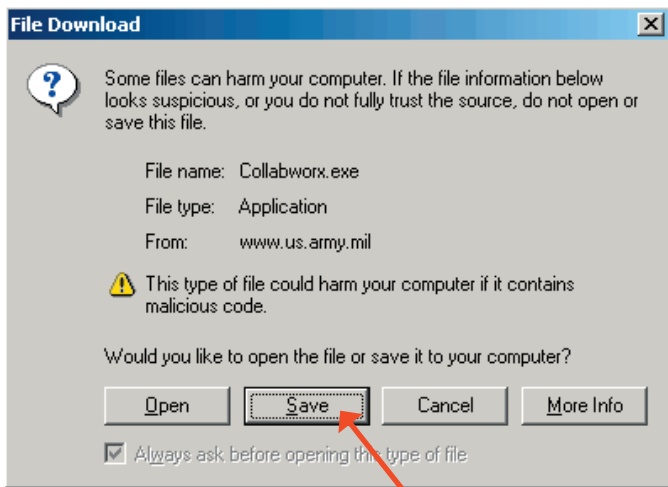 File Download
Some files can harm your computer. If the file information below
looks suspicious, or you do not fully trust the source, do not open or
save this file.
File name: Collabworx.exe
File type: Application
From: www.us.army.mil
This type of file could harm your computer if it contains
malicious code.
Would you like to open the file or save it to your computer?
Open Save Cancel More Info
Always ask before opening this type of file